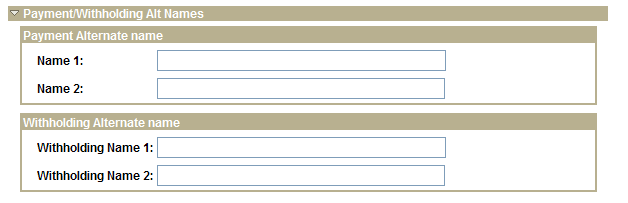 Payment/Withholding Alt Names
Payment Alternate name
Name 1:
Name 2:
Withholding Alternate name
Withholding Name 1:
Withholding Name 2: